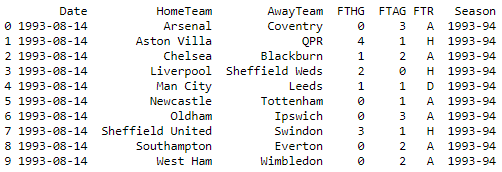 Date HomeTeam AwayTeam FTHG FTAG FTR Season
0 1993-08-14 Arsenal Coventry 0 3 A 1993-94
1 1993-08-14 Aston Villa QPR 4 1 H 1993-94
2 1993-08-14 Chelsea Blackburn 1 2 A 1993-94
3 1993-08-14 Liverpool Sheffield Weds 2 0 H 1993-94
4 1993-08-14 Man City Leeds 1 1 D 1993-94
5 1993-08-14 Newcastle Tottenham 0 1 A 1993-94
6 1993-08-14 Oldham Ipswich 0 3 A 1993-94
7 1993-08-14 Sheffield United Swindon 3 1 H 1993-94
8 1993-08-14 Southampton Everton 0 2 A 1993-94
9 1993-08-14 West Ham Wimbledon 0 2 A 1993-94